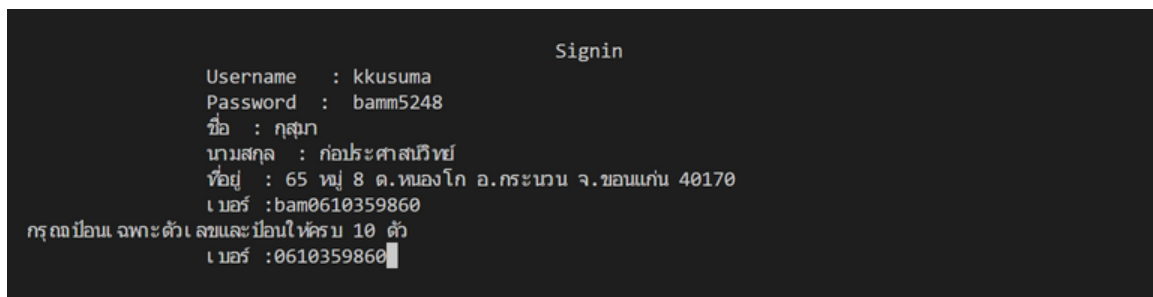 Signin
Username : kkusuma
Password : bamm5248
ชื่อ : กุสุมา
นามสกุล : ก่อประศาสน์วิทย์
ที่อยู่ : 65 หมู่ 8 ต.หนองโก อ.กระนวน จ.ขอนแก่น 40170
เบอร์ :bam0610359860
กรุณาป้อนเฉพาะตัวเลขและป้อนให้ครบ 10 ตัว
เบอร์ :0610359860